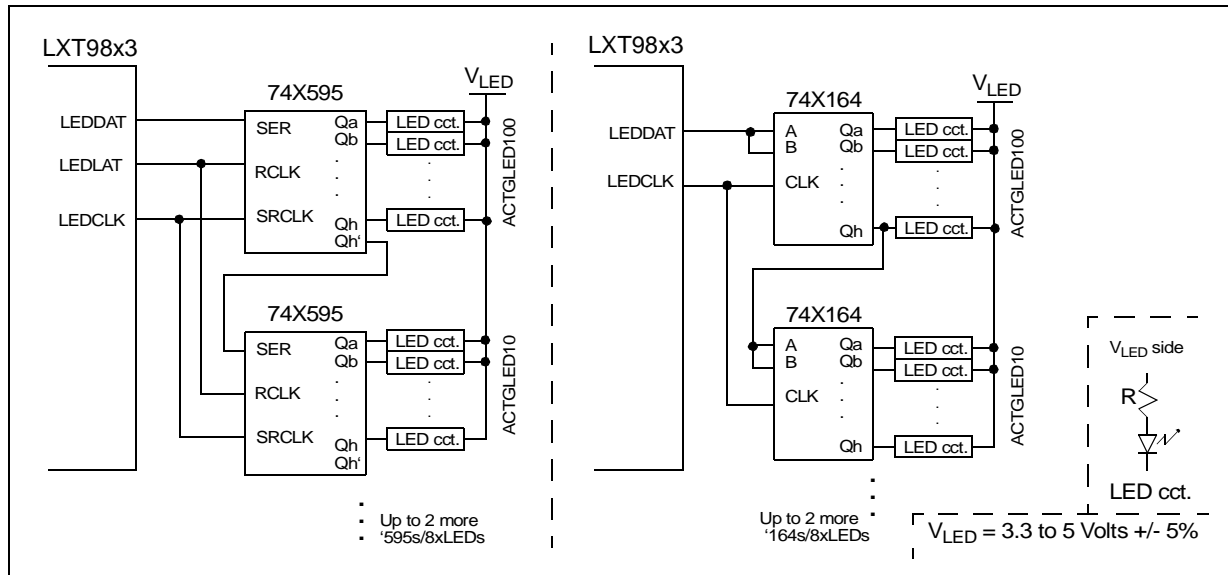 LXT98x3
74X595
VLED
LEDDAT
LEDLAT
LEDCLK
SER
RCLK
SRCLK
Qa
Qb
Qh
Qh‘
LED cct.
LED cct.
LED cct.
ACTGLED100
74X595
SER
RCLK
SRCLK
Qa
Qb
Qh
Qh‘
LED cct.
LED cct.
LED cct.
ACTGLED10
Up to 2 more
‘595s/8xLEDs
LXT98x3
74X164
VLED
LEDDAT
LEDCLK
A
B
CLK
Qa
Qb
Qh
LED cct.
LED cct.
LED cct.
ACTGLED100
74X164
A
B
CLK
Qa
Qb
Qh
LED cct.
LED cct.
LED cct.
ACTGLED10
Up to 2 more
‘164s/8xLEDs
VLED side
R
LED cct.
VLED = 3.3 to 5 Volts +/- 5%